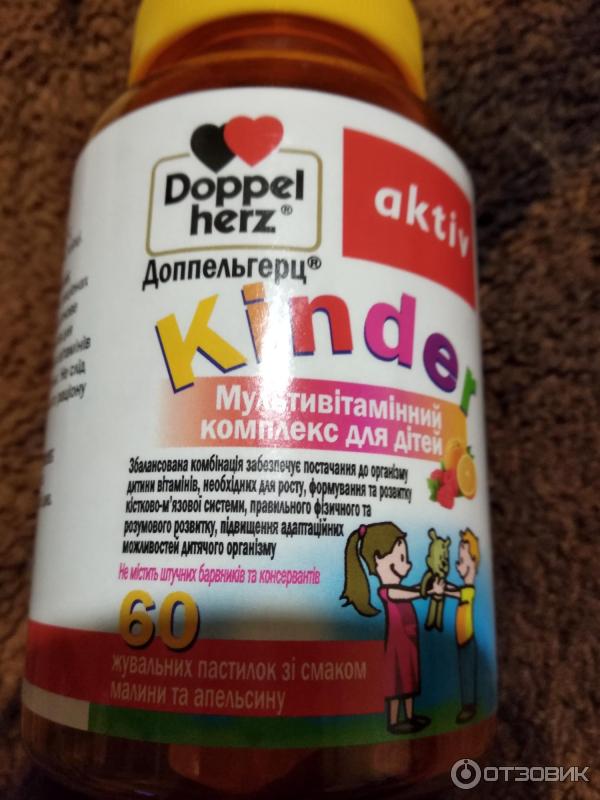 Doppel
herz®
aktiv
Доппельгерц®
Kinder
Мультивітамінний
комплекс для дітей
Збалансована комбінація забезпечує постачання до організму
дитини вітамінів, необхідних для росту, формування та розвитку
кістково-м'язової системи, правильного фізичного та
розумового розвитку, підвищення адаптаційних
можливостей дитячого організму
Не містить штучних барвників та консервантів
60
жувальних пастилок зі смаком
малини та апельсину
ОТЗОВИК